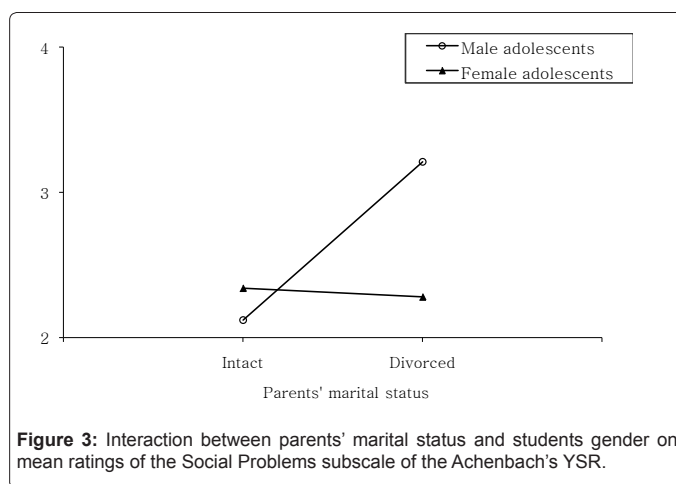 4
Male adolescents
Female adolescents
3
2
Intact
Divorced
Parents' marital status
Figure 3: Interaction between parents' marital status and students gender on
mean ratings of the Social Problems subscale of the Achenbach's YSR.